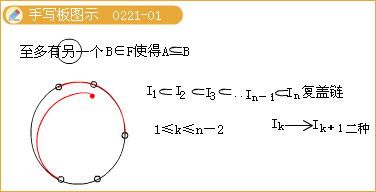 手写板图示 0221-01
至多有另一个B∈F使得A⊆B
I₁⊂I₂⊂I₃⊂..Iₙ₋₁⊂Iₙ复盖链
1≤k≤n-2 Iₖ→Iₖ₊₁二种